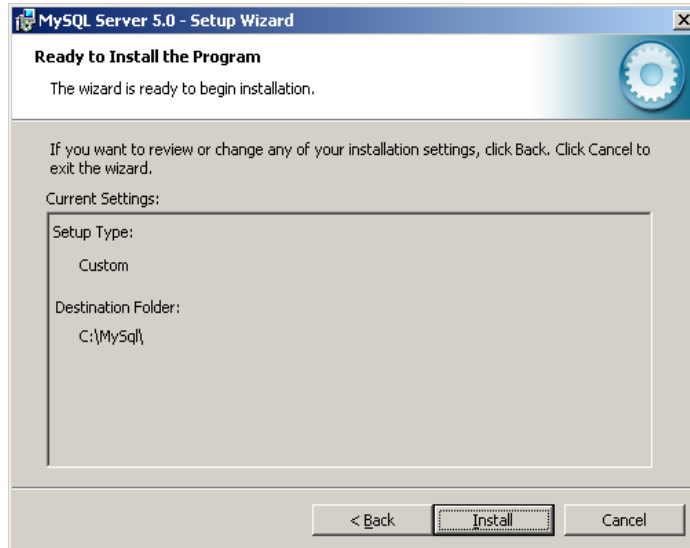 MySQL Server 5.0 - Setup Wizard
Ready to Install the Program
The wizard is ready to begin installation.
If you want to review or change any of your installation settings, click Back. Click Cancel to
exit the wizard.
Current Settings:
Setup Type:
Custom
Destination Folder:
C:\MySql\
< Back
Install
Cancel